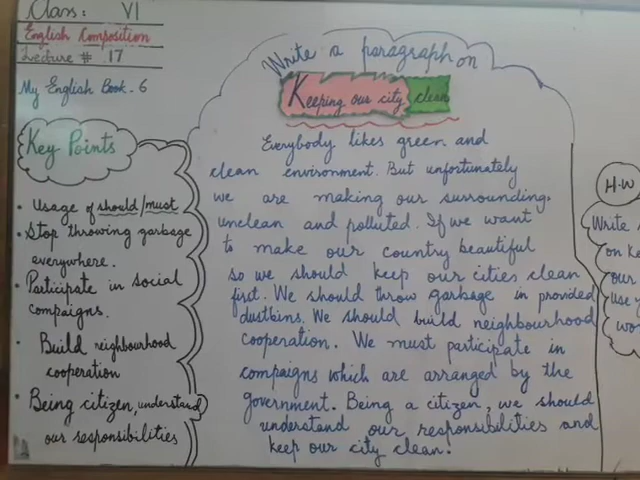 Class: VI
English Composition
Lecture # 17
My English Book. 6
Key Points
• Usage of should/must
• Stop throwing garbage
everywhere.
• Participate in social
campaigns.
• Build neighbourhood
cooperation
• Being citizen, understand
our responsibilities
Write a paragraph on
Keeping our city clean
Everybody likes green and
clean environment. But unfortunately
we are making our surroundings
unclean and polluted. If we want
to make our country beautiful
so we should keep our cities clean
first. We should throw garbage in provided
dustbins. We should build neighbourhood
cooperation. We must participate in
campaigns which are arranged by the
government. Being a citizen, we should
understand our responsibilities and
keep our city clean.
H.W
Write
on
our
use